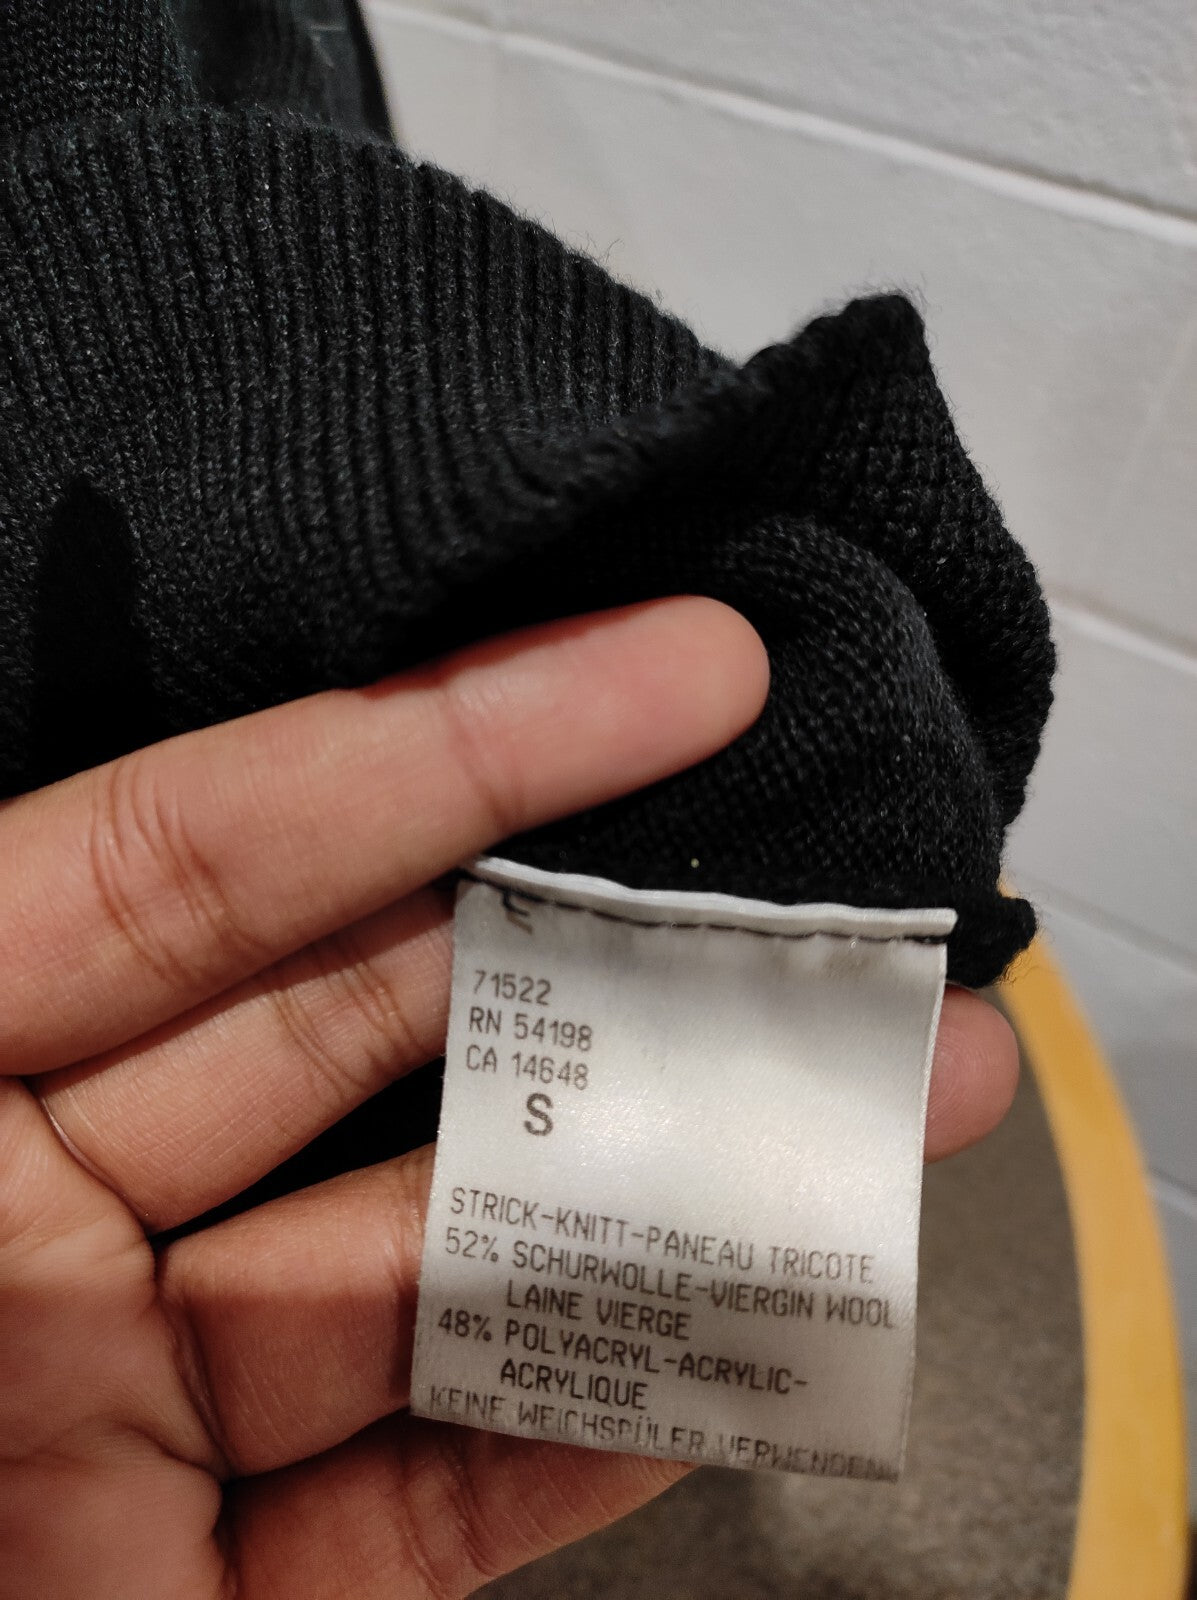 71522
RN 54198
CA 14648
S
STRICK-KNITT-PANEAU TRICOTE
52% SCHURWOLLE-VIERGIN WOOL
LAINE VIERGE
48% POLYACRYL-ACRYLIC-
ACRYLIQUE
KEINE WEICHSPÜLER VERWENDEN